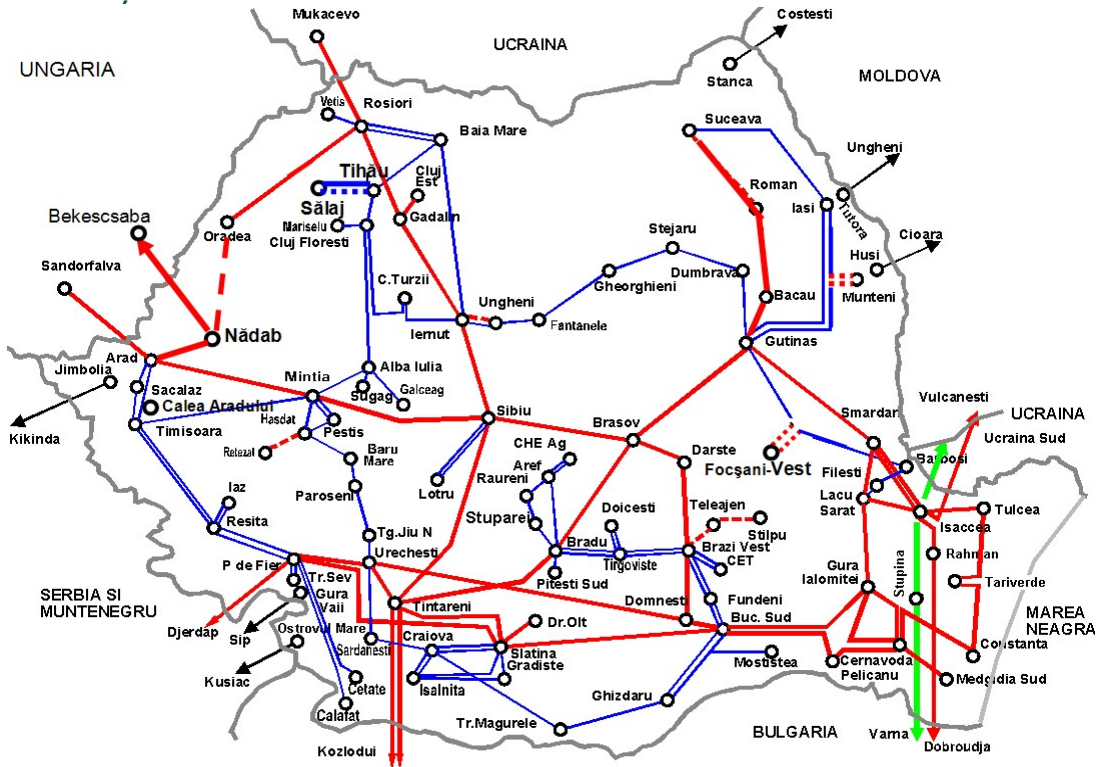 Mukacevo
Costesti
UCRAINA
UNGARIA
Stanca
MOLDOVA
Vetis
Rosiori
Baia Mare
Suceava
Ungheni
Tihău
Cluj
Est
Roman
Iasi
Tutora
Sălaj
Bekescsaba
Oradea
Mariselu
Gadalin
Cluj Floresti
Stejaru
Cioara
Husi
Sandorfalva
C.Turzii
Dumbrava
Gheorghieni
Munteni
Bacau
Ungheni
Nădab
Iernut
Fantanele
Gutinas
Arad
Jimbolia
Mintia
Alba Iulia
Sacalaz
Sugag
Galceag
Calea Aradului
Vulcanesti
Kikinda
Timisoara
Hasdat
Pestis
Sibiu
Brasov
Smardan
UCRAINA
Ucraina Sud
Retezat
Baru
Mare
CHE Ag
Darste
Focşani-Vest
Barbosi
Filesti
Aref
Raureni
Lotru
Paroseni
Iaz
Lacu
Sarat
Resita
Stuparei
Doicesti
Teleajen
Stilpu
Isaccea
Tulcea
Tg.Jiu N
P de Fier
Urechesti
Bradu
Tirgoviste
Brazi Vest
CET
Rahman
Tr.Sev
Gura
Vaii
Pitesti Sud
Gura
Ialomitei
Stupina
Tariverde
SERBIA SI
MUNTENEGRU
Tintareni
Domnesti
Fundeni
MAREA
NEAGRA
Djerdap
Sip
Ostrovul Mare
Sardanesti
Craiova
Dr.Olt
Buc. Sud
Slatina
Gradiste
Constanta
Mostistea
Cernavoda
Pelicanu
Medgidia Sud
Kusiac
Cetate
Isalnita
Calafat
Ghizdaru
Tr.Magurele
BULGARIA
Varna
Dobroudja
Kozlodui